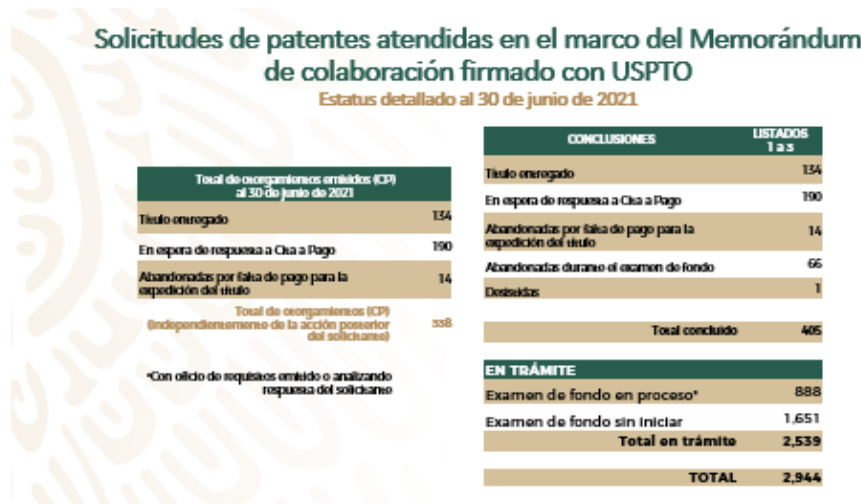 Solicitudes de patentes atendidas en el marco del Memorándum
de colaboración firmado con USPTO
Estatus detallado al 30 de junio de 2021
Total de otorgamientos emitidos (CP)
al 30 de junio de 2021
Título entregado 134
En espera de respuesta a Cita a Pago 190
Abandonadas por falta de pago para la
expedición del título 14
Total de otorgamientos (CP)
(independientemente de la acción posterior
del solicitante) 338
*Con oficio de requisitos emitido o analizando
respuesta del solicitante
CONCLUSIONES LISTADOS
1 a 3
Título entregado 134
En espera de respuesta a Cita a Pago 190
Abandonadas por falta de pago para la
expedición del título 14
Abandonadas durante el examen de fondo 66
Desistidas 1
Total concluido 405
EN TRÁMITE
Examen de fondo en proceso* 888
Examen de fondo sin iniciar 1,651
Total en trámite 2,539
TOTAL 2,944